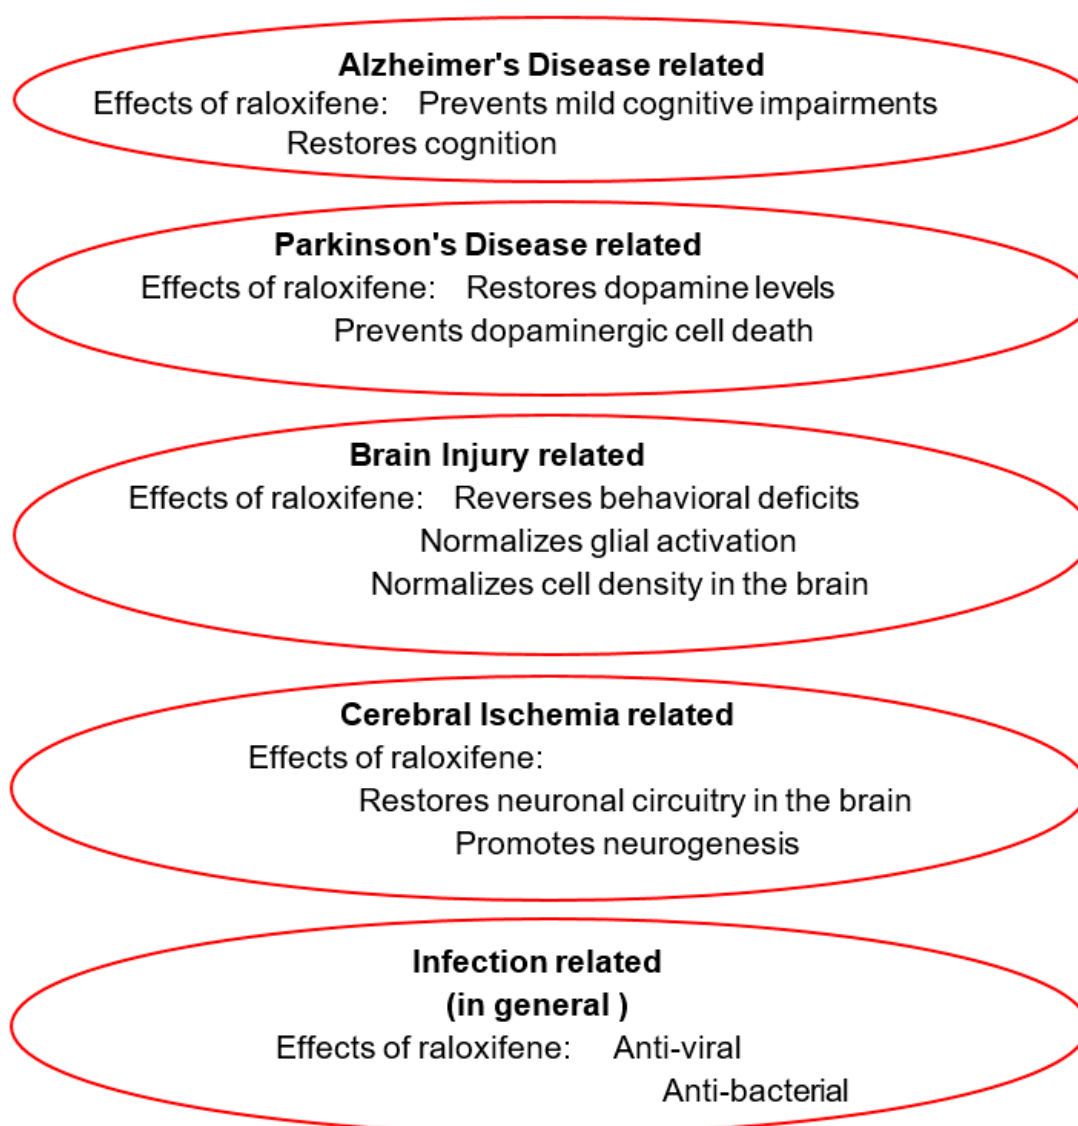 Alzheimer's Disease related
Effects of raloxifene: Prevents mild cognitive impairments
Restores cognition
Parkinson's Disease related
Effects of raloxifene: Restores dopamine levels
Prevents dopaminergic cell death
Brain Injury related
Effects of raloxifene: Reverses behavioral deficits
Normalizes glial activation
Normalizes cell density in the brain
Cerebral Ischemia related
Effects of raloxifene:
Restores neuronal circuitry in the brain
Promotes neurogenesis
Infection related
(in general )
Effects of raloxifene: Anti-viral
Anti-bacterial